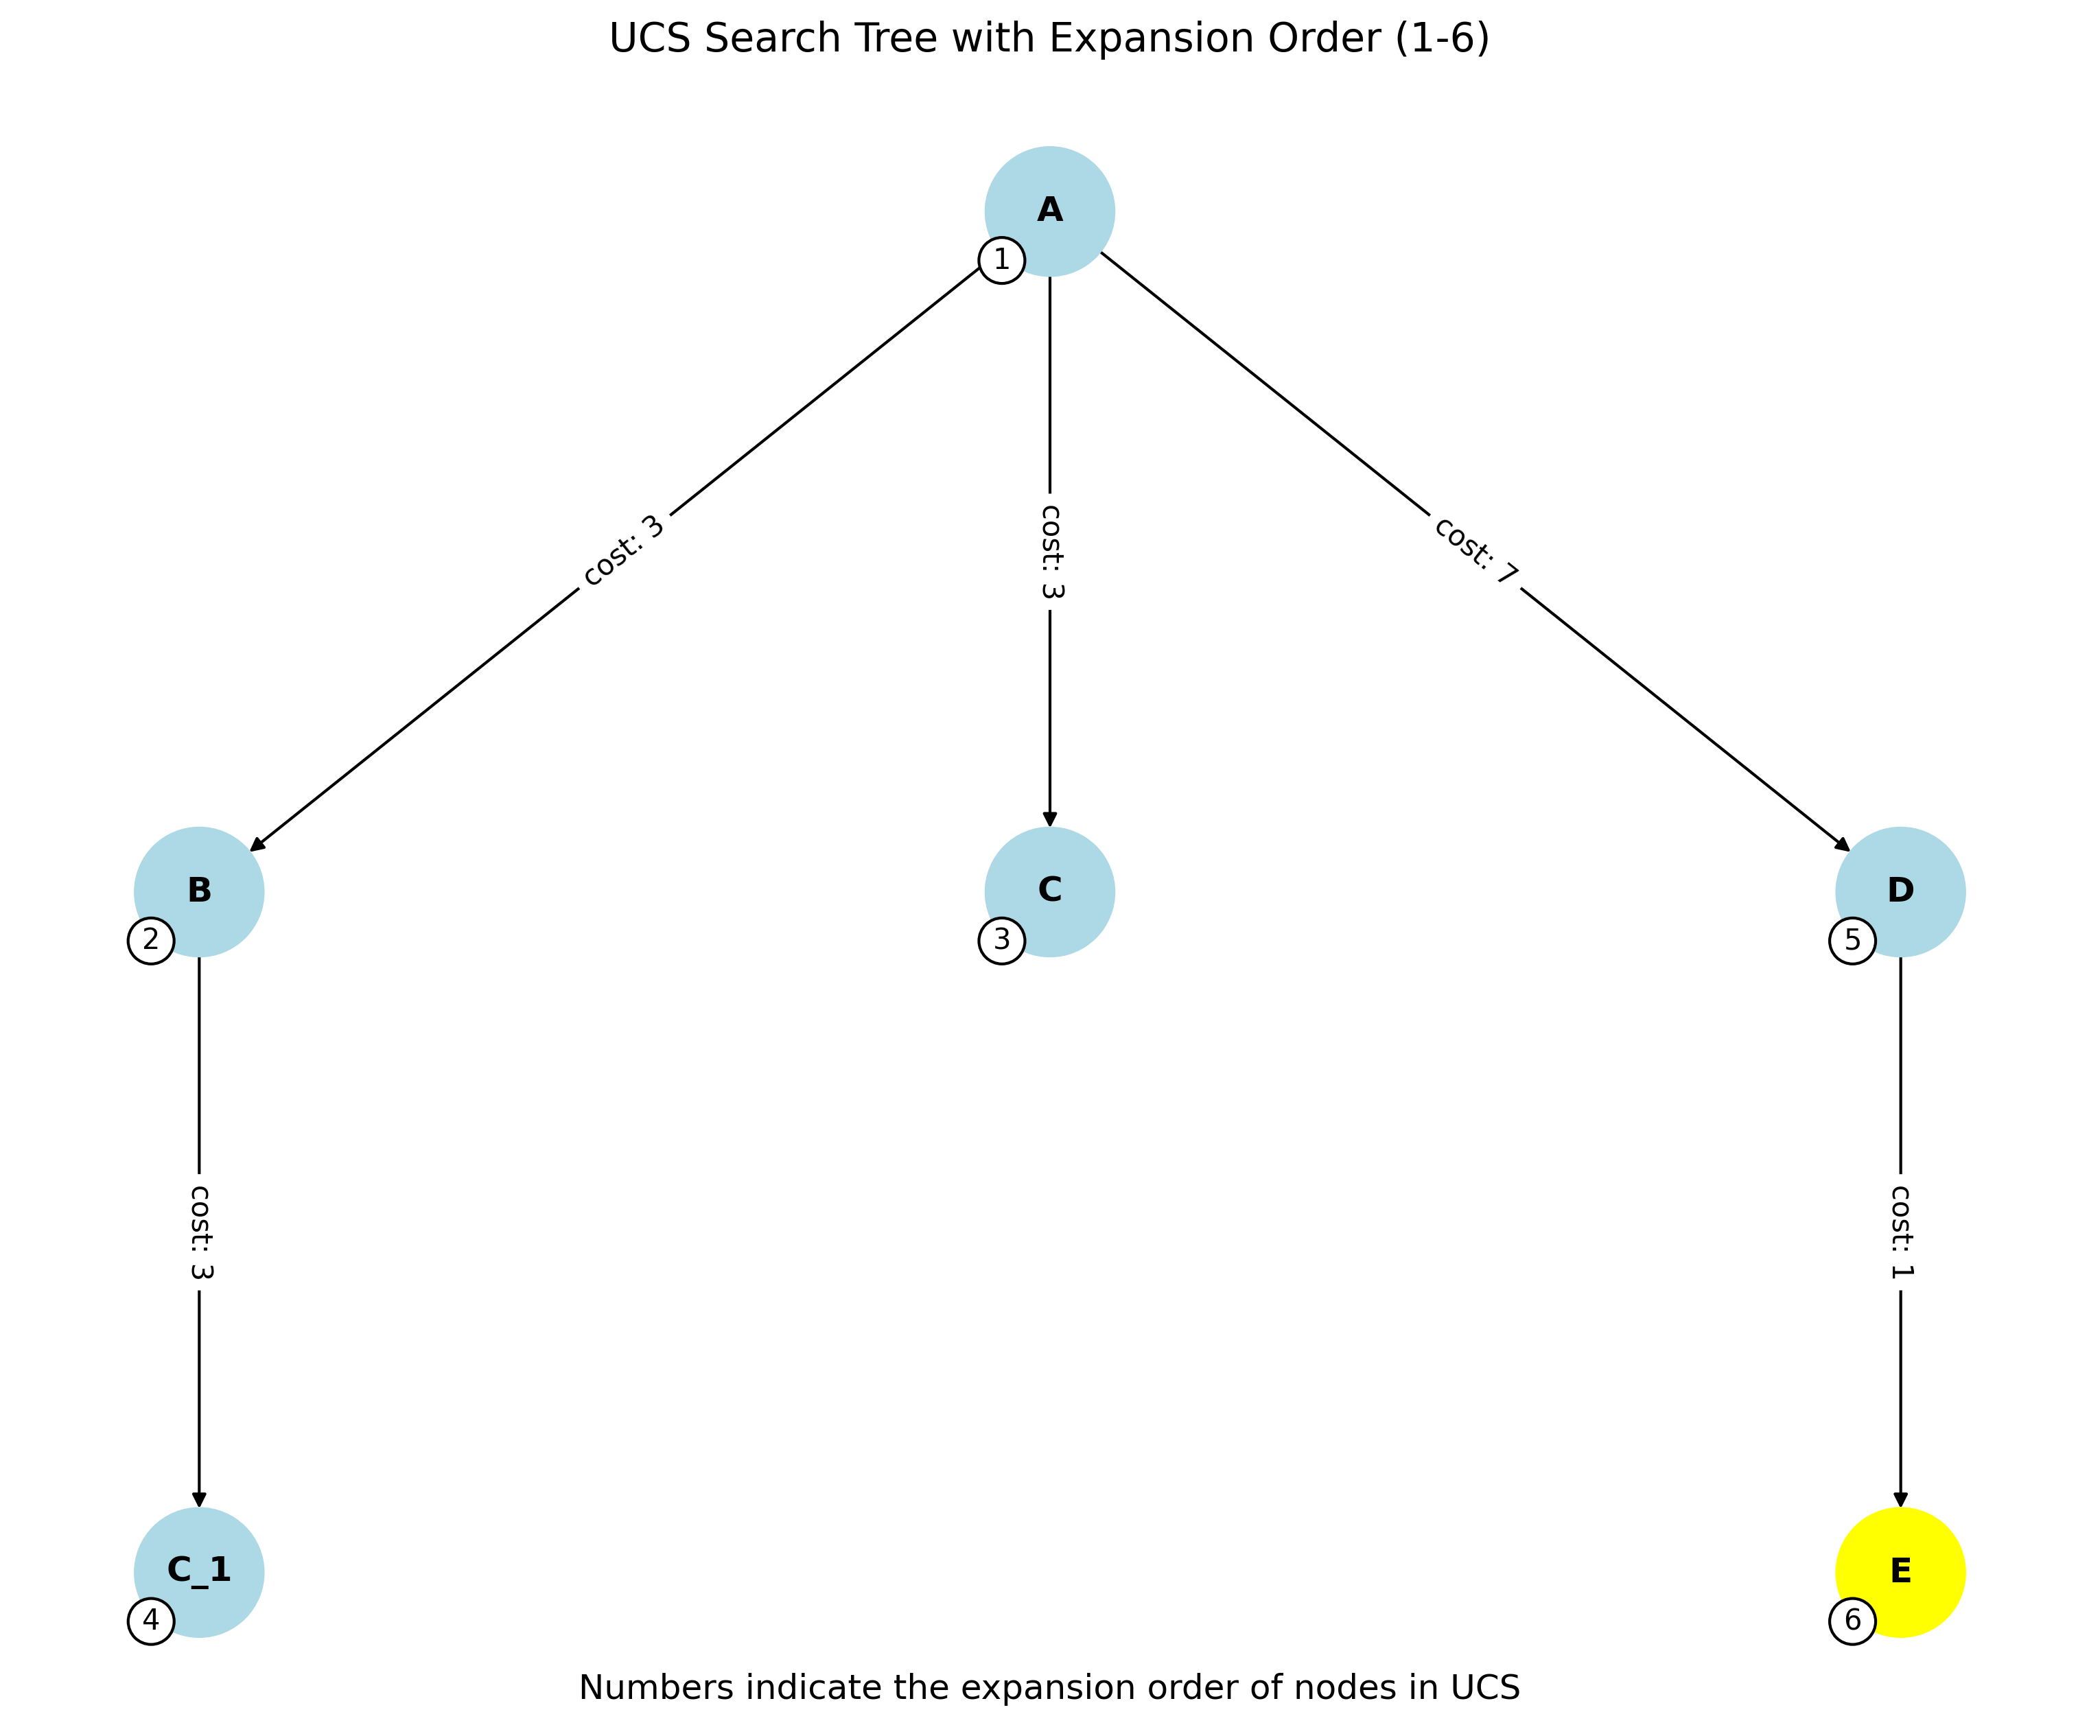 UCS Search Tree with Expansion Order (1-6)
A
1
cost: 3
cost: 3
cost: 7
B
2
C
3
D
5
cost: 3
cost: 1
C_1
4
E
6
Numbers indicate the expansion order of nodes in UCS